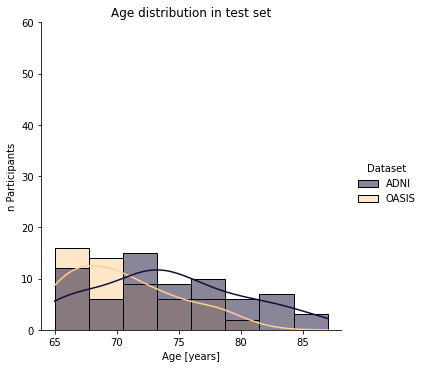 Age distribution in test set
60
50
40
30
20
10
0
n Participants
65 70 75 80 85
Age [years]
Dataset
ADNI
OASIS